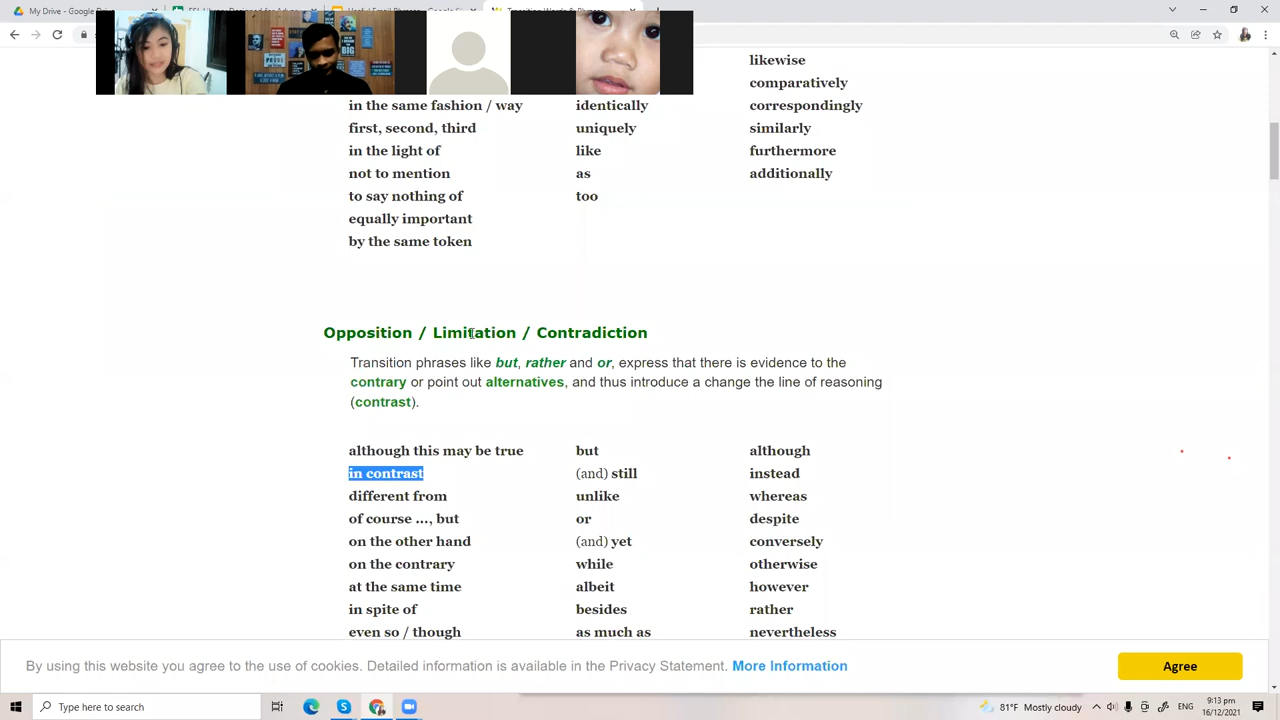 My Drive - Google Drive
likewise
comparatively
in the same fashion / way identically correspondingly
first, second, third uniquely similarly
in the light of like furthermore
not to mention as additionally
to say nothing of too
equally important
by the same token
Opposition / Limitation / Contradiction
Transition phrases like but, rather and or, express that there is evidence to the
contrary or point out alternatives, and thus introduce a change the line of reasoning
(contrast).
although this may be true but although
in contrast (and) still instead
different from unlike whereas
of course ..., but or despite
on the other hand (and) yet conversely
on the contrary while otherwise
at the same time albeit however
in spite of besides rather
even so / though as much as nevertheless
By using this website you agree to the use of cookies. Detailed information is available in the Privacy Statement. More Information Agree
Type here to search 81°F Mostly cloudy ENG 9:13 pm
16/12/2021